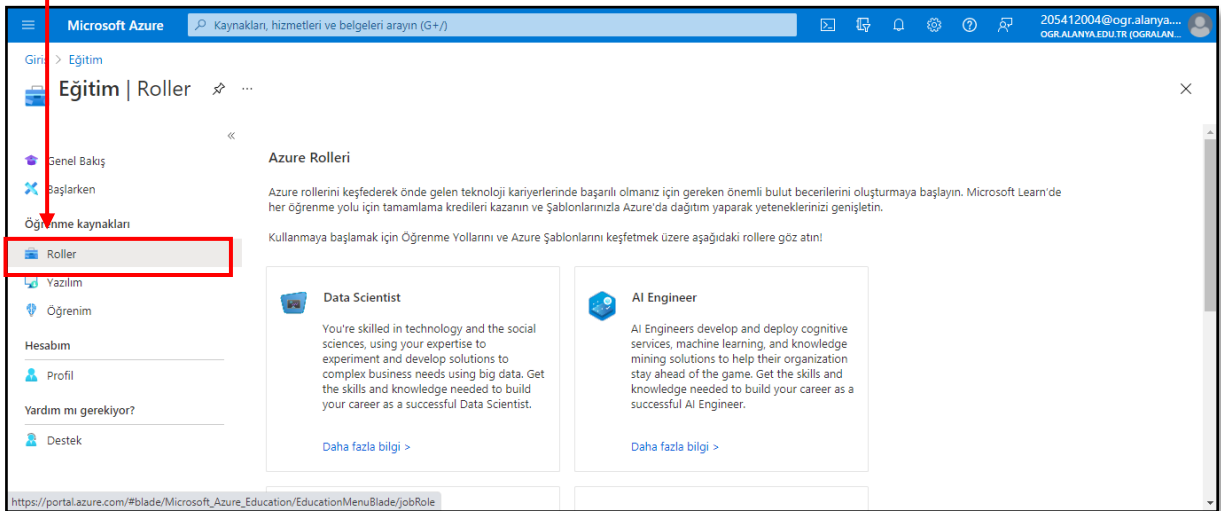 Microsoft Azure
Kaynakları, hizmetleri ve belgeleri arayın (G+/)
205412004@ogr.alanya....
OGR.ALANYA.EDU.TR (OGRALAN...
Giriş > Eğitim
Eğitim | Roller
Genel Bakış
Başlarken
Öğrenme kaynakları
Roller
Yazılım
Öğrenim
Hesabım
Profil
Yardım mı gerekiyor?
Destek
Azure Rolleri
Azure rollerini keşfederek önde gelen teknoloji kariyerlerinde başarılı olmanız için gereken önemli bulut becerilerini oluşturmaya başlayın. Microsoft Learn'de
her öğrenme yolu için tamamlama kredileri kazanın ve Şablonlarınızla Azure'da dağıtım yaparak yeteneklerinizi genişletin.
Kullanmaya başlamak için Öğrenme Yollarını ve Azure Şablonlarını keşfetmek üzere aşağıdaki rollere göz atın!
Data Scientist
You're skilled in technology and the social
sciences, using your expertise to
experiment and develop solutions to
complex business needs using big data. Get
the skills and knowledge needed to build
your career as a successful Data Scientist.
Daha fazla bilgi >
AI Engineer
AI Engineers develop and deploy cognitive
services, machine learning, and knowledge
mining solutions to help their organization
stay ahead of the game. Get the skills and
knowledge needed to build your career as a
successful AI Engineer.
Daha fazla bilgi >
https://portal.azure.com/#blade/Microsoft_Azure_Education/EducationMenuBlade/jobRole